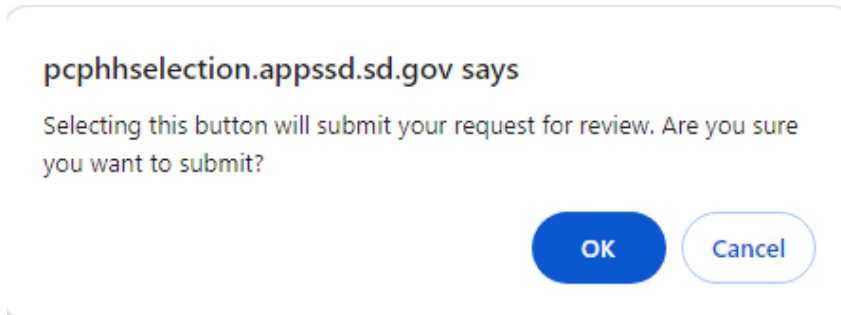 pcphhselection.appssd.sd.gov says
Selecting this button will submit your request for review. Are you sure
you want to submit?
OK
Cancel